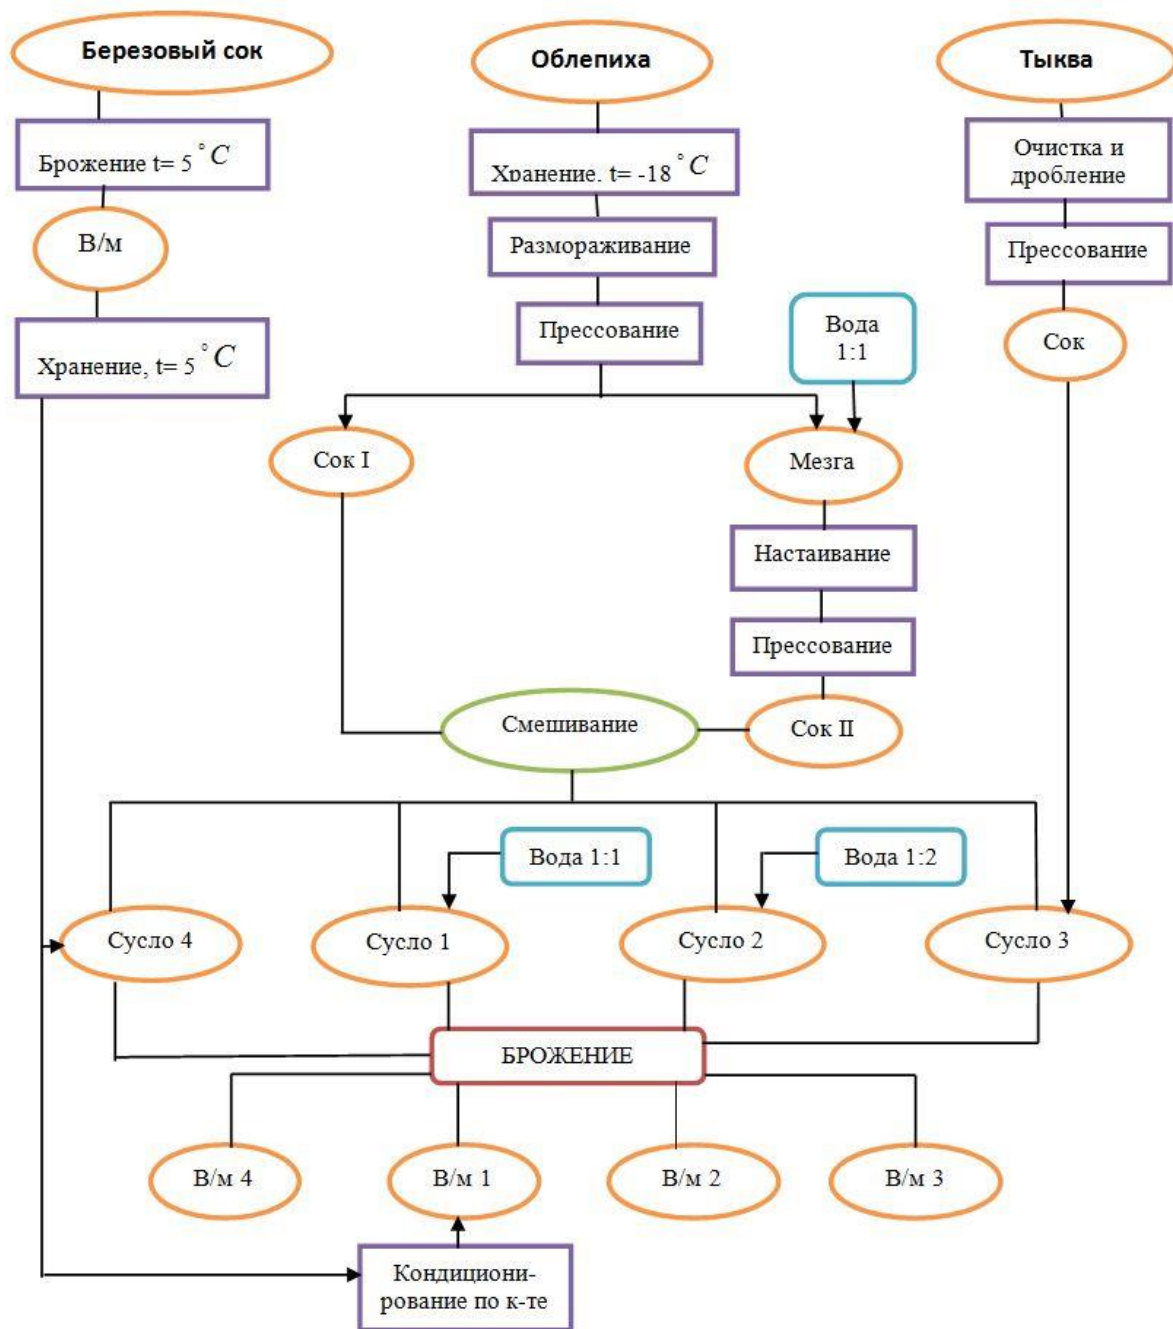 Березовый сок
Облепиха
Тыква
Брожение t= 5 °C
Хранение, t= -18 °C
Очистка и
дробление
В/м
Размораживание
Прессование
Хранение, t= 5 °C
Прессование
Вода
1:1
Сок
Сок I
Мезга
Настаивание
Прессование
Смешивание
Сок II
Вода 1:1
Вода 1:2
Сусло 4
Сусло 1
Сусло 2
Сусло 3
БРОЖЕНИЕ
В/м 4
В/м 1
В/м 2
В/м 3
Кондициони-
рование по к-те